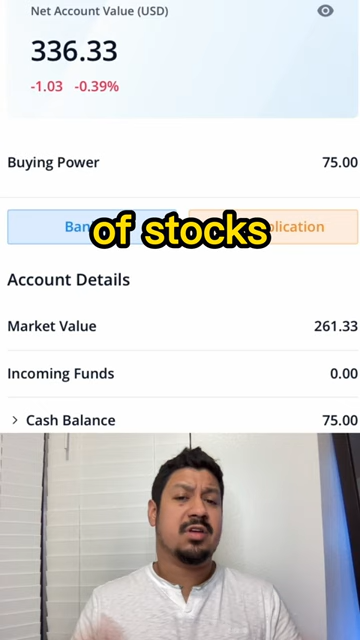 Net Account Value (USD)
336.33
-1.03 -0.39%
Buying Power 75.00
of stocks
Account Details
Market Value 261.33
Incoming Funds 0.00
Cash Balance 75.00